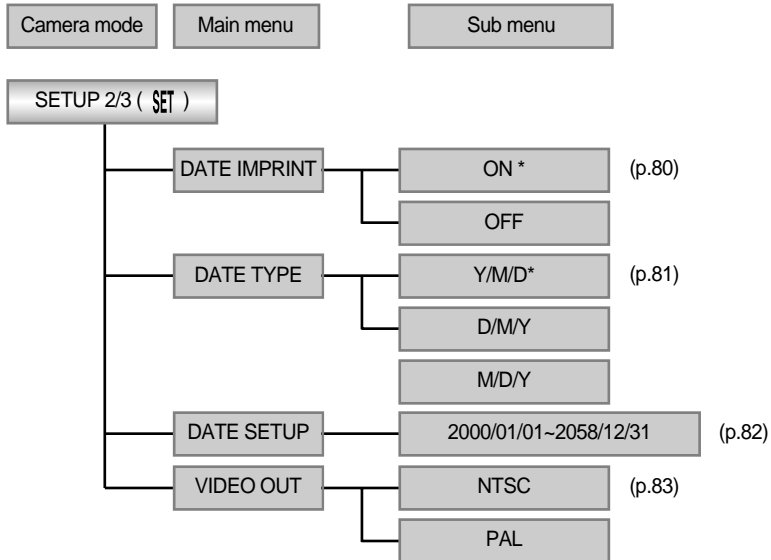 Camera mode Main menu Sub menu
SETUP 2/3 ( SET )
DATE IMPRINT ON * (p.80)
OFF
DATE TYPE Y/M/D* (p.81)
D/M/Y
M/D/Y
DATE SETUP 2000/01/01~2058/12/31 (p.82)
VIDEO OUT NTSC (p.83)
PAL